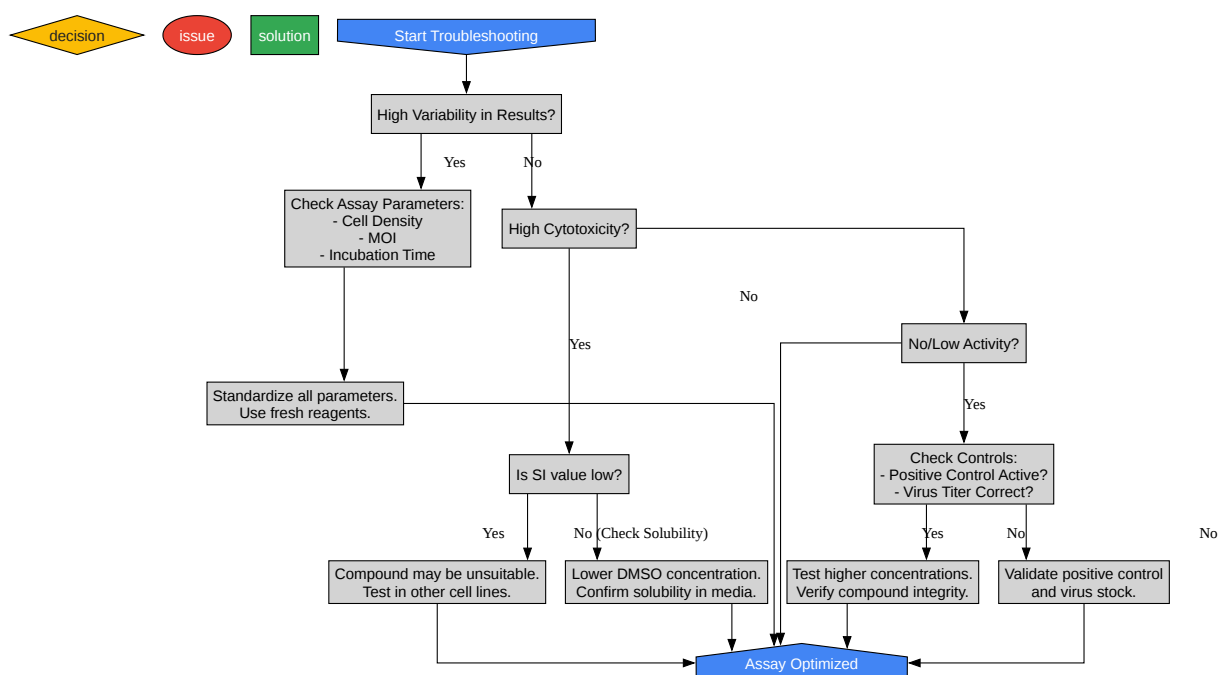 decision
issue
solution
Start Troubleshooting
High Variability in Results?
Yes
No
Check Assay Parameters:
- Cell Density
- MOI
- Incubation Time
High Cytotoxicity?
No
Yes
No/Low Activity?
Standardize all parameters.
Use fresh reagents.
Yes
Is SI value low?
Check Controls:
- Positive Control Active?
- Virus Titer Correct?
Yes
No (Check Solubility)
Yes
No
No
Compound may be unsuitable.
Test in other cell lines.
Lower DMSO concentration.
Confirm solubility in media.
Test higher concentrations.
Verify compound integrity.
Validate positive control
and virus stock.
Assay Optimized